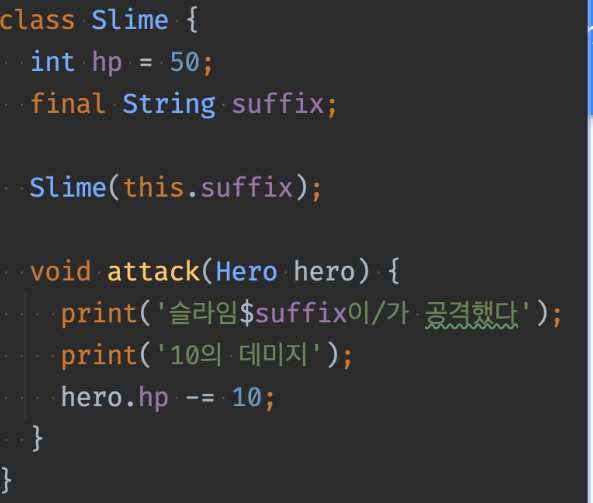 class Slime {
int hp = 50;
final String suffix;
Slime(this.suffix);
void attack(Hero hero) {
print('슬라임$suffix이/가 공격했다');
print('10의 데미지');
hero.hp -= 10;
}
}